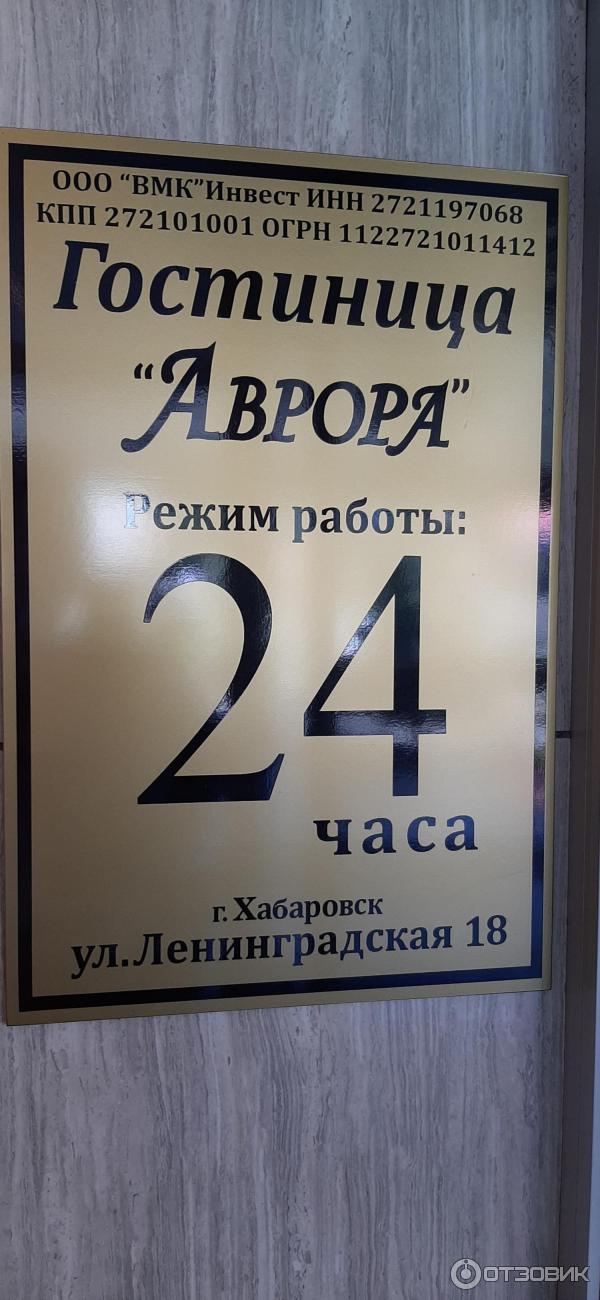 ООО “ВМК”Инвест ИНН 2721197068
КПП 272101001 ОГРН 1122721011412
Гостиница
“АВРОРА”
Режим работы:
24
часа
г. Хабаровск
ул.Ленинградская 18
ОТЗОВИК